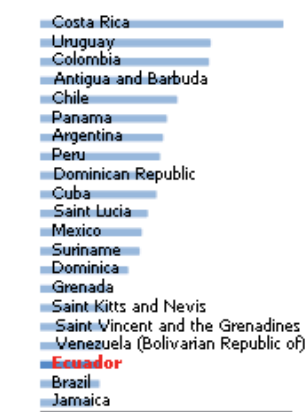 Costa Rica
Uruguay
Colombia
Antigua and Barbuda
Chile
Panama
Argentina
Peru
Dominican Republic
Cuba
Saint Lucia
Mexico
Suriname
Dominica
Grenada
Saint Kitts and Nevis
Saint Vincent and the Grenadines
Venezuela (Bolivarian Republic of)
Ecuador
Brazil
Jamaica